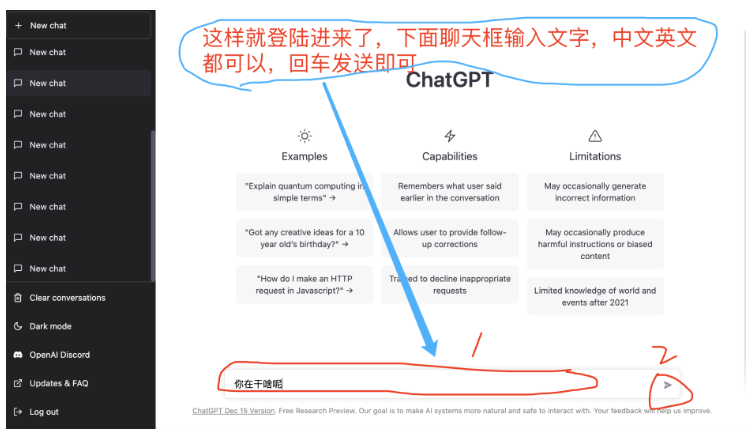 + New chat
New chat
New chat
New chat
New chat
New chat
New chat
New chat
New chat
Clear conversations
Dark mode
OpenAI Discord
Updates & FAQ
Log out
这样就登陆进来了，下面聊天框输入文字，中文英文
都可以，回车发送即可
ChatGPT
Examples
"Explain quantum computing in
simple terms" →
"Got any creative ideas for a 10
year old's birthday?" →
"How do I make an HTTP
request in Javascript?" →
Capabilities
Remembers what user said
earlier in the conversation
Allows user to provide follow-
up corrections
Trained to decline inappropriate
requests
Limitations
May occasionally generate
incorrect information
May occasionally produce
harmful instructions or biased
content
Limited knowledge of world and
events after 2021
1
2
你在干啥呢
ChatGPT Dec 15 Version. Free Research Preview. Our goal is to make AI systems more natural and safe to interact with. Your feedback will help us improve.